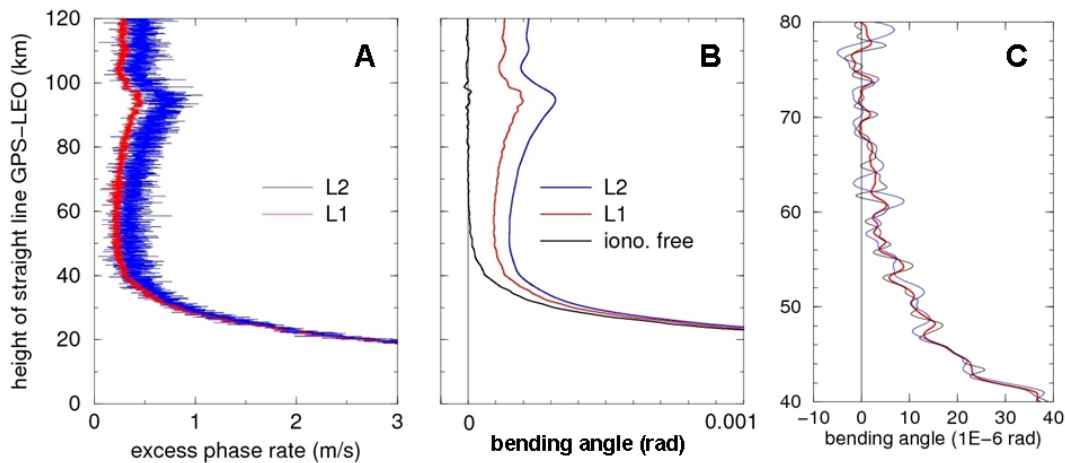 height of straight line GPS-LEO (km)
120
100
80
60
40
20
0
A
L2
L1
0
1
2
3
excess phase rate (m/s)
B
L2
L1
iono. free
0
0.001
bending angle (rad)
80
70
60
50
40
C
−10
0
10
20
30
40
bending angle (1E−6 rad)